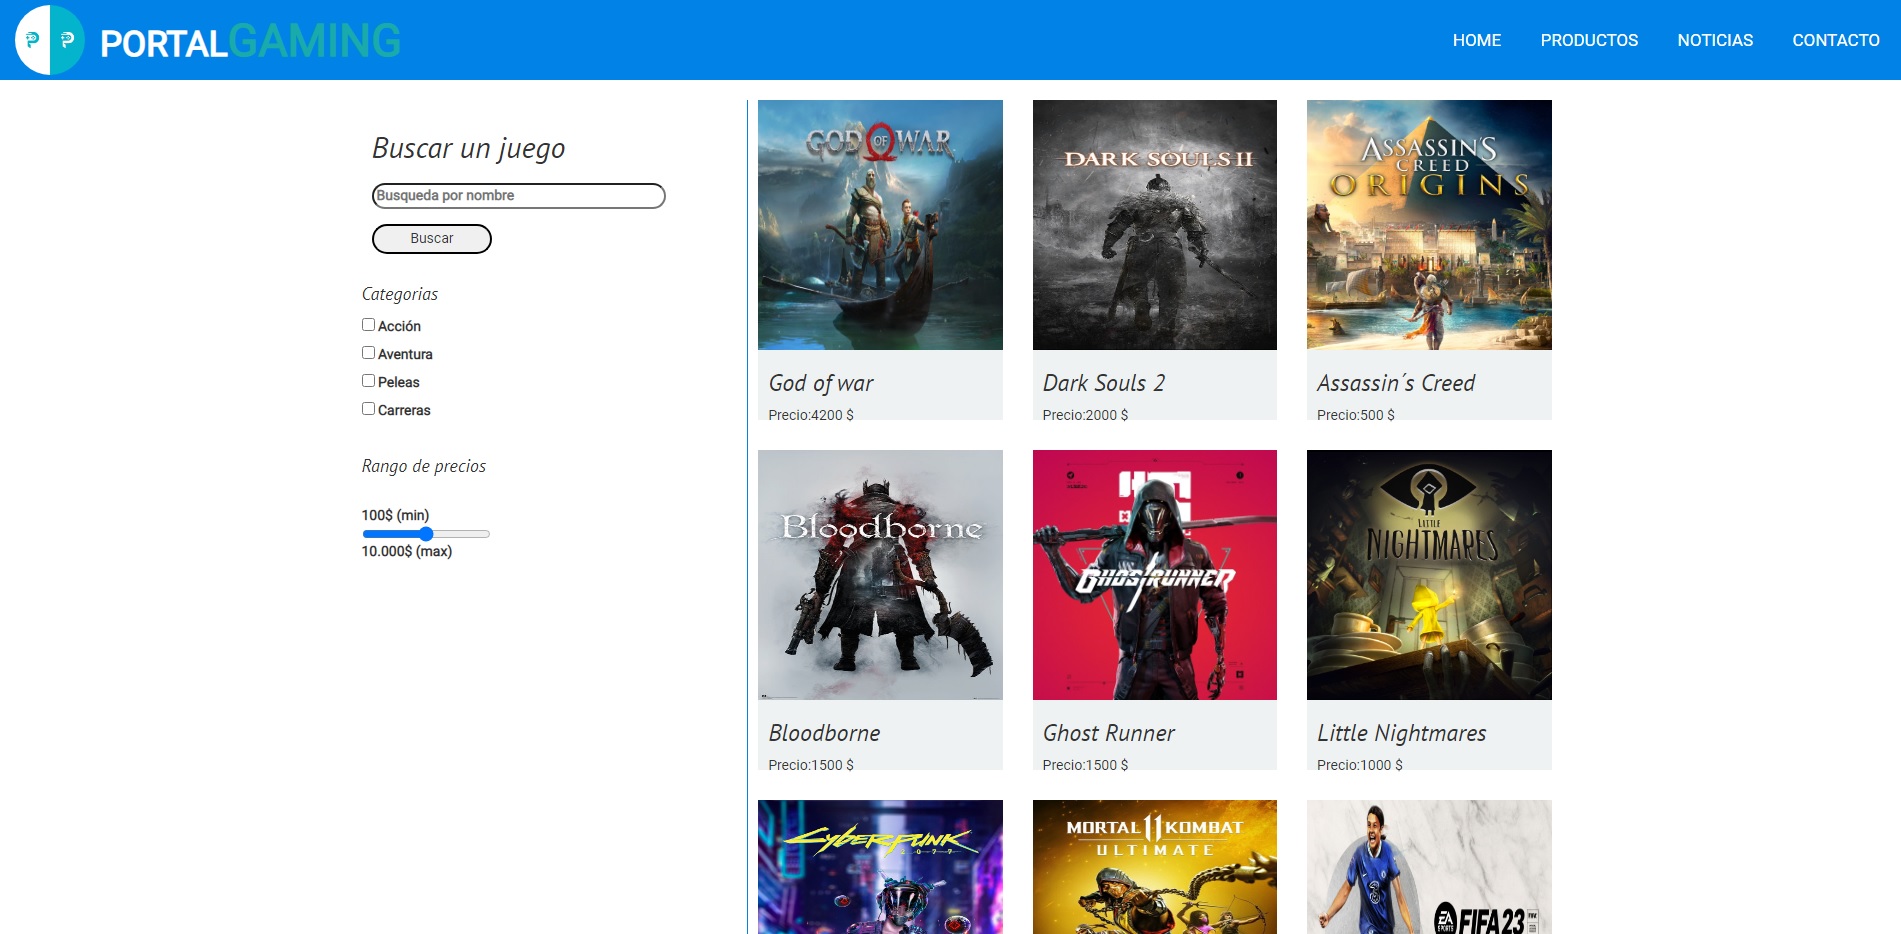 PORTALGAMING
HOME PRODUCTOS NOTICIAS CONTACTO
Buscar un juego
Busqueda por nombre
Buscar
Categorias
Acción
Aventura
Peleas
Carreras
Rango de precios
100$ (min)
10.000$ (max)
GOD OF WAR
DARK SOULS II
ASSASSIN'S
CREED
ORIGINS
God of war
Precio:4200 $
Dark Souls 2
Precio:2000 $
Assassin´s Creed
Precio:500 $
Bloodborne
GHOSTRUNNER
LITTLE
NIGHTMARES
Bloodborne
Precio:1500 $
Ghost Runner
Precio:1500 $
Little Nightmares
Precio:1000 $
Cyberpunk
2077
MORTAL 11 KOMBAT
ULTIMATE
EA
SPORTS
FIFA 23